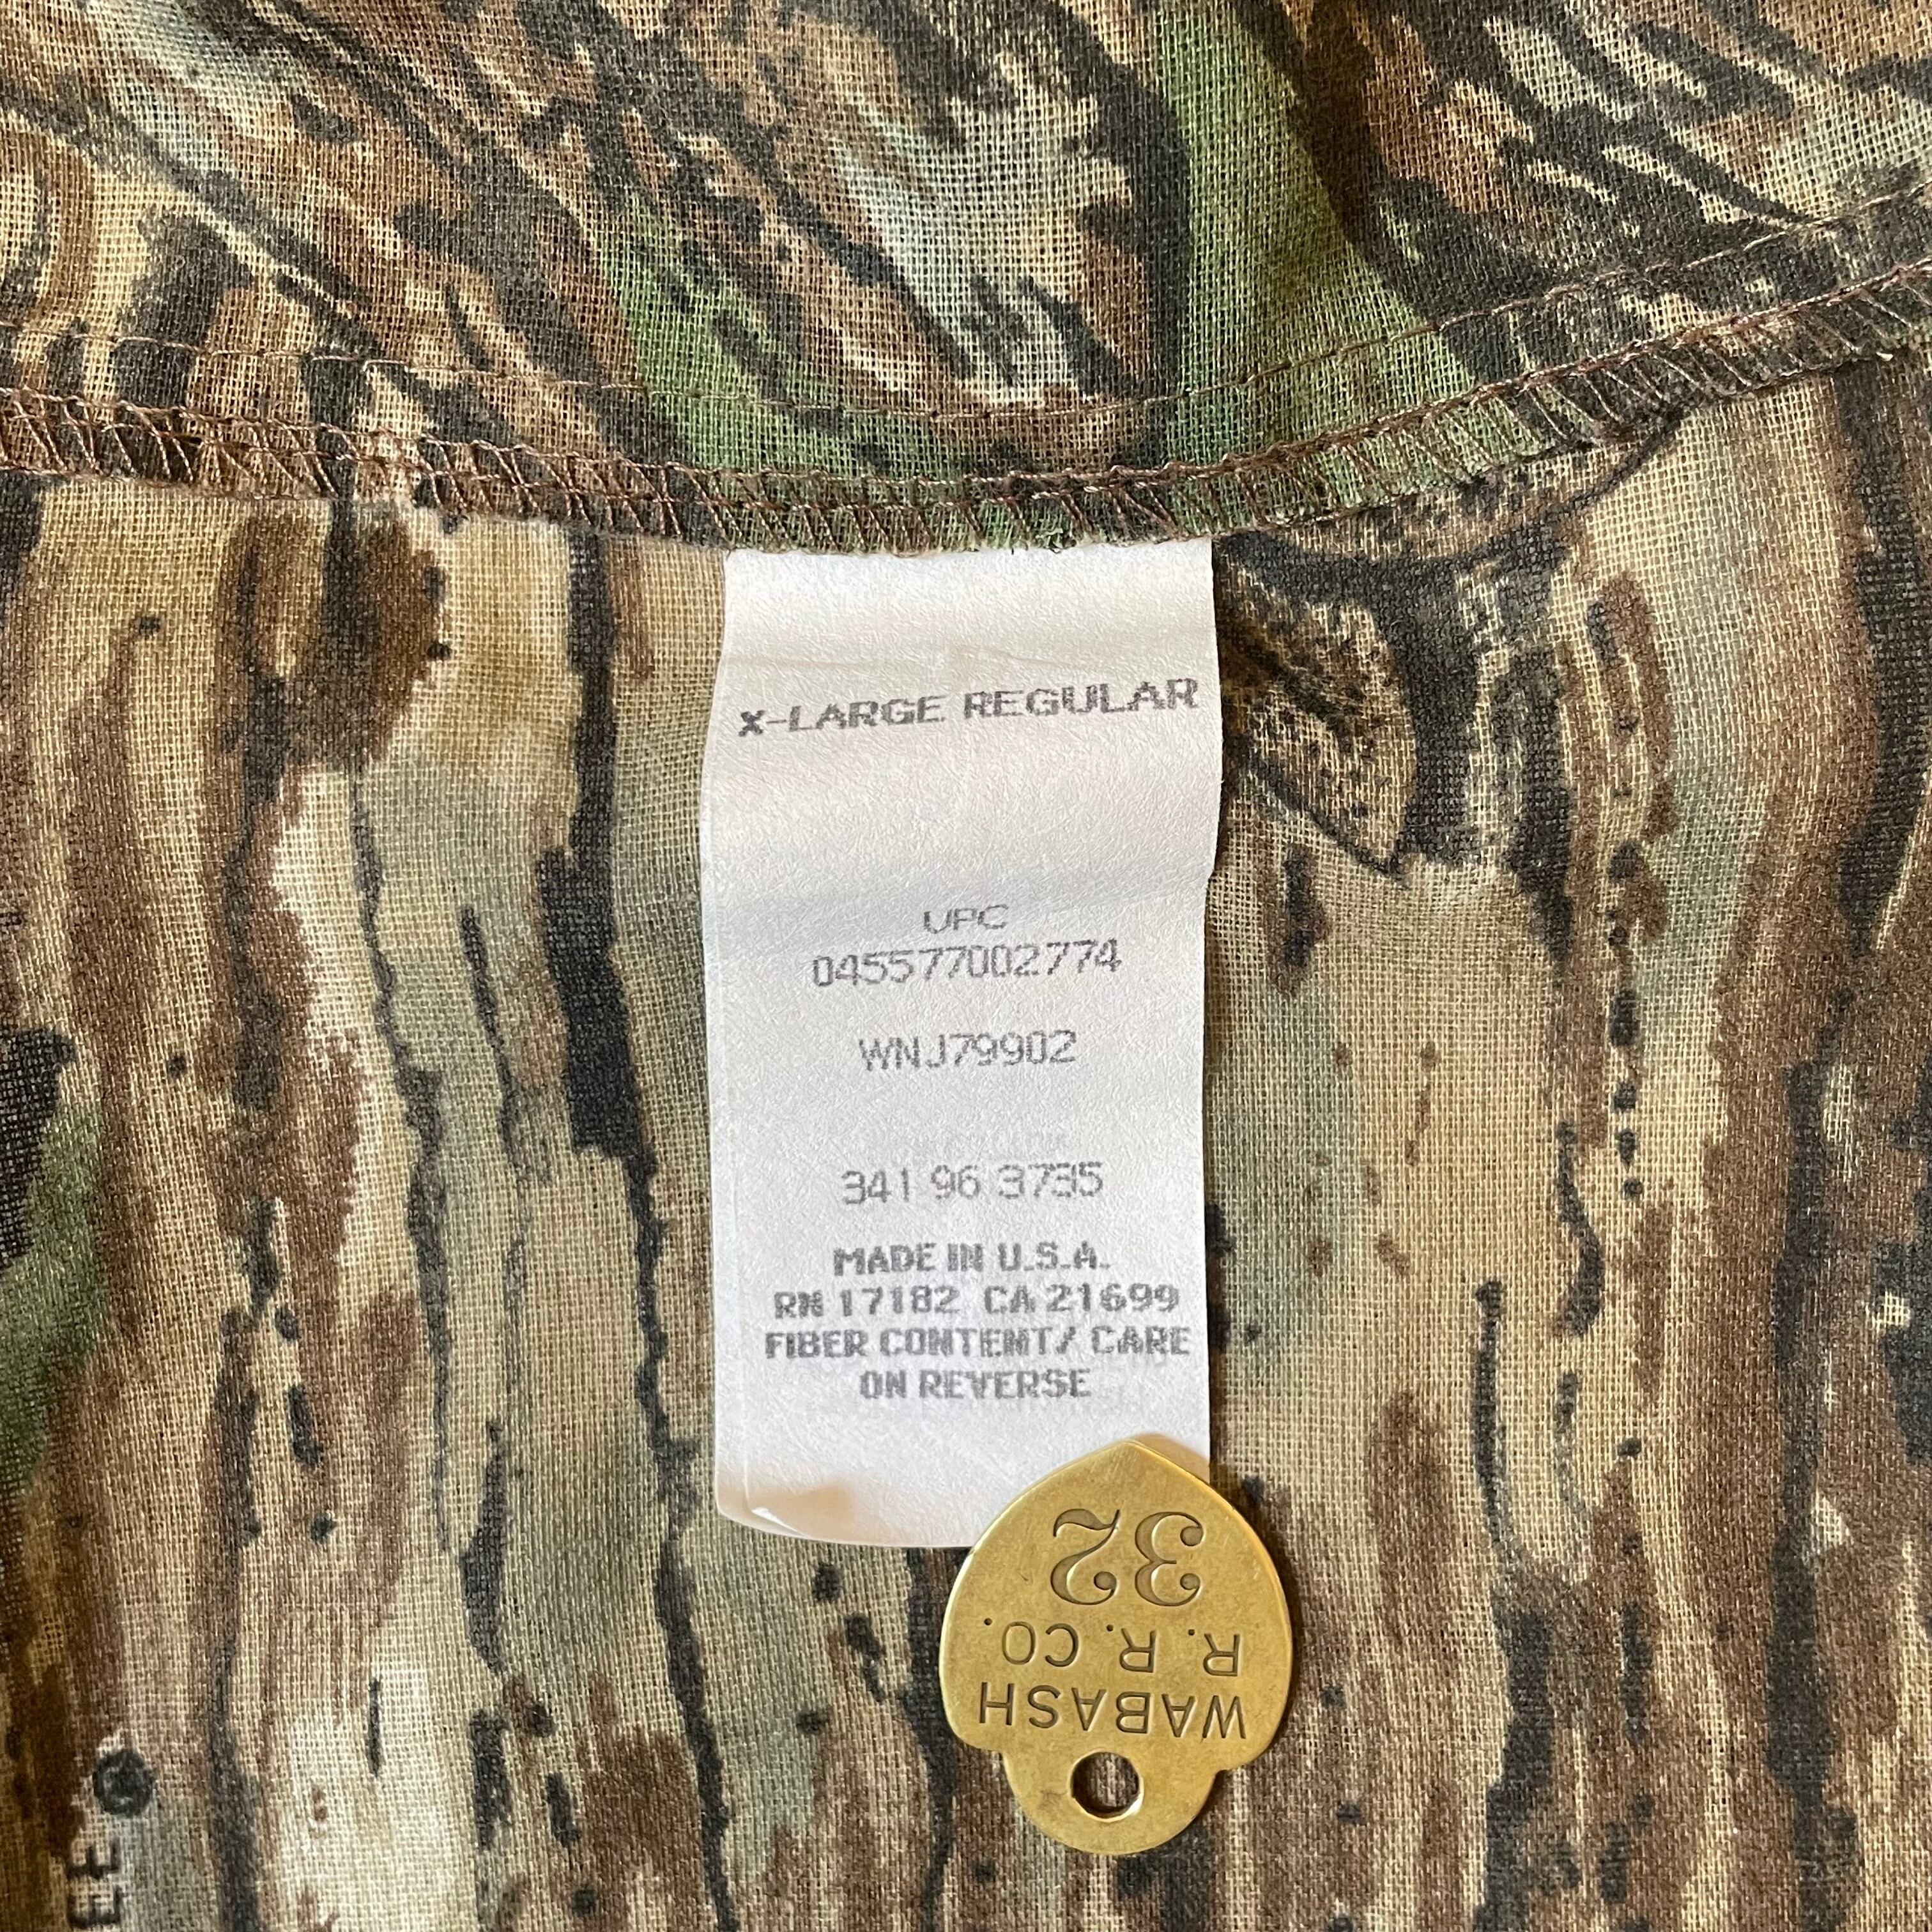 X-LARGE REGULAR
UPC
045577002774
WNJ79902
341 96 3735
MADE IN U.S.A.
RN 17182 CA 21699
FIBER CONTENT/ CARE
ON REVERSE
WABASH
R. R. CO.
32